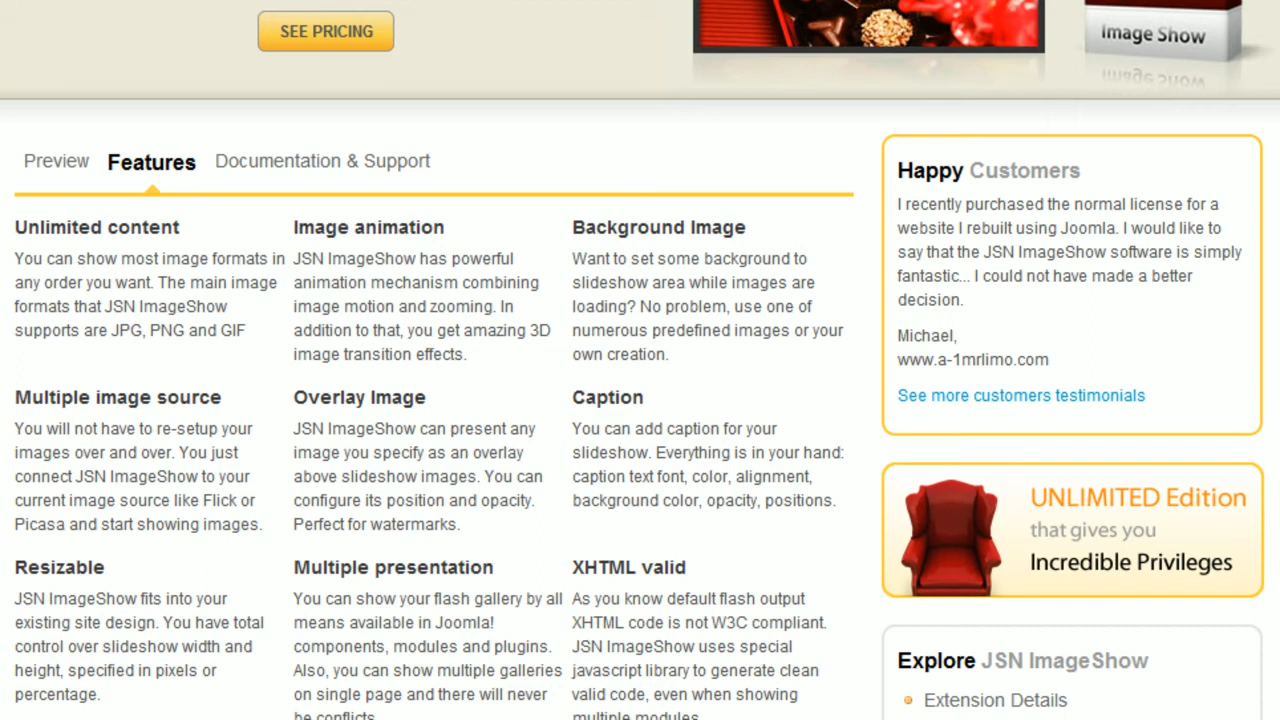 SEE PRICING
Image Show
Preview Features Documentation & Support
Unlimited content
You can show most image formats in
any order you want. The main image
formats that JSN ImageShow
supports are JPG, PNG and GIF
Image animation
JSN ImageShow has powerful
animation mechanism combining
image motion and zooming. In
addition to that, you get amazing 3D
image transition effects.
Background Image
Want to set some background to
slideshow area while images are
loading? No problem, use one of
numerous predefined images or your
own creation.
Multiple image source
You will not have to re-setup your
images over and over. You just
connect JSN ImageShow to your
current image source like Flick or
Picasa and start showing images.
Overlay Image
JSN ImageShow can present any
image you specify as an overlay
above slideshow images. You can
configure its position and opacity.
Perfect for watermarks.
Caption
You can add caption for your
slideshow. Everything is in your hand:
caption text font, color, alignment,
background color, opacity, positions.
Resizable
JSN ImageShow fits into your
existing site design. You have total
control over slideshow width and
height, specified in pixels or
percentage.
Multiple presentation
You can show your flash gallery by all
means available in Joomla!
components, modules and plugins.
Also, you can show multiple galleries
on single page and there will never
be conflicts
XHTML valid
As you know default flash output
XHTML code is not W3C compliant.
JSN ImageShow uses special
javascript library to generate clean
valid code, even when showing
multiple modules
Happy Customers
I recently purchased the normal license for a
website I rebuilt using Joomla. I would like to
say that the JSN ImageShow software is simply
fantastic... I could not have made a better
decision.
Michael,
www.a-1mrlimo.com
See more customers testimonials
UNLIMITED Edition
that gives you
Incredible Privileges
Explore JSN ImageShow
Extension Details